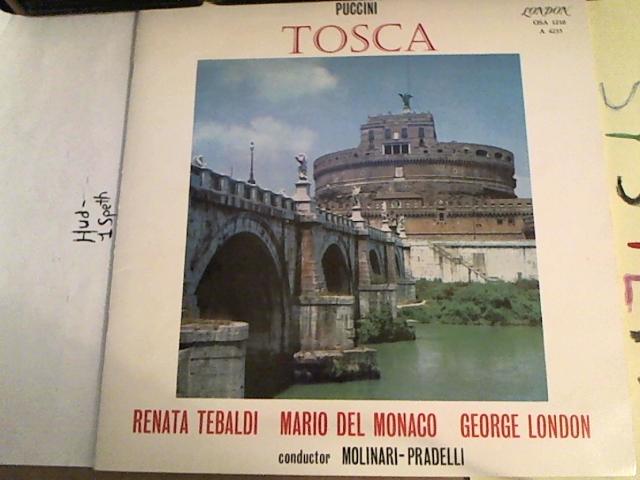 PUCCINI
LONDON
OSA 1210
A 4235
TOSCA
Hud-
1 Speth
RENATA TEBALDI MARIO DEL MONACO GEORGE LONDON
conductor MOLINARI-PRADELLI